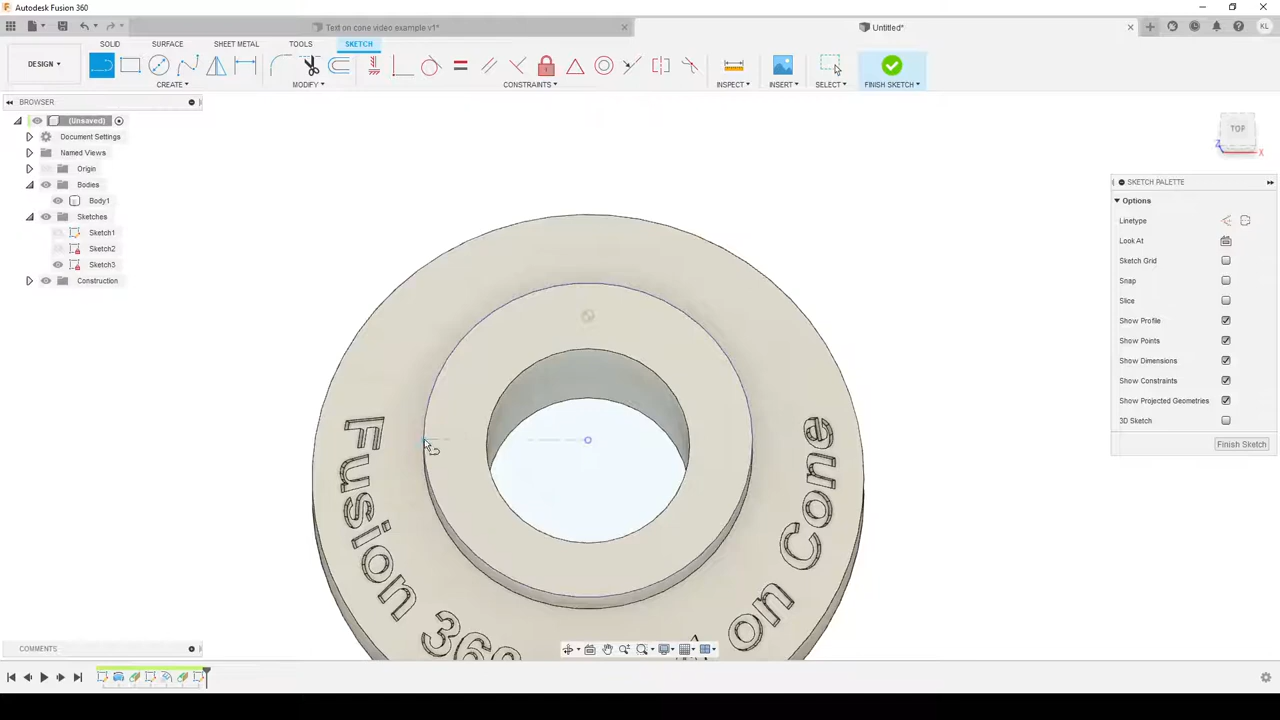 Autodesk Fusion 360
Text on cone video example v1*
Untitled*
KL
DESIGN
SOLID
SURFACE
SHEET METAL
TOOLS
SKETCH
CREATE
MODIFY
CONSTRAINTS
INSPECT
INSERT
SELECT
FINISH SKETCH
BROWSER
(Unsaved)
Document Settings
Named Views
Origin
Bodies
Body1
Sketches
Sketch1
Sketch2
Sketch3
Construction
TOP
Z
X
SKETCH PALETTE
Options
Linetype
Look At
Sketch Grid
Snap
Slice
Show Profile
Show Points
Show Dimensions
Show Constraints
Show Projected Geometries
3D Sketch
Finish Sketch
Fusion 360
on Cone
COMMENTS